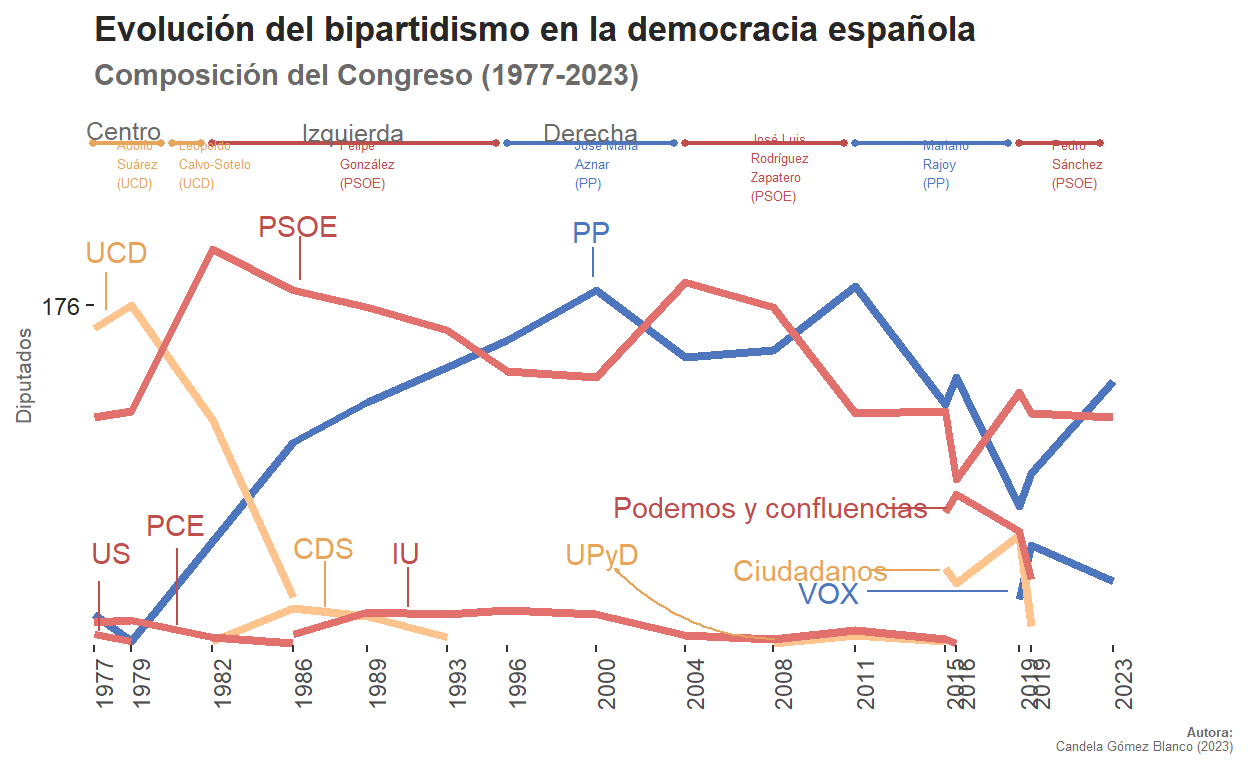 Evolución del bipartidismo en la democracia española
Composición del Congreso (1977-2023)
Centro
Izquierda
Derecha
Adolfo
Suárez
(UCD)
Leopoldo
Calvo-Sotelo
(UCD)
Felipe
González
(PSOE)
José María
Aznar
(PP)
José Luis
Rodríguez
Zapatero
(PSOE)
Mariano
Rajoy
(PP)
Pedro
Sánchez
(PSOE)
UCD
PSOE
PP
176
Diputados
US
PCE
CDS
IU
UPyD
Podemos y confluencias
Ciudadanos
VOX
1977
1979
1982
1986
1989
1993
1996
2000
2004
2008
2011
2015
2016
2019
2019
2023
Autora:
Candela Gómez Blanco (2023)